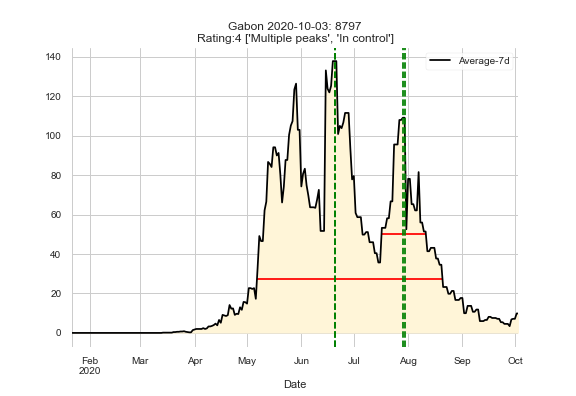 Gabon 2020-10-03: 8797
Rating:4 ['Multiple peaks', 'In control']
Average-7d
140
120
100
80
60
40
20
0
Feb Mar Apr May Jun Jul Aug Sep Oct
2020
Date